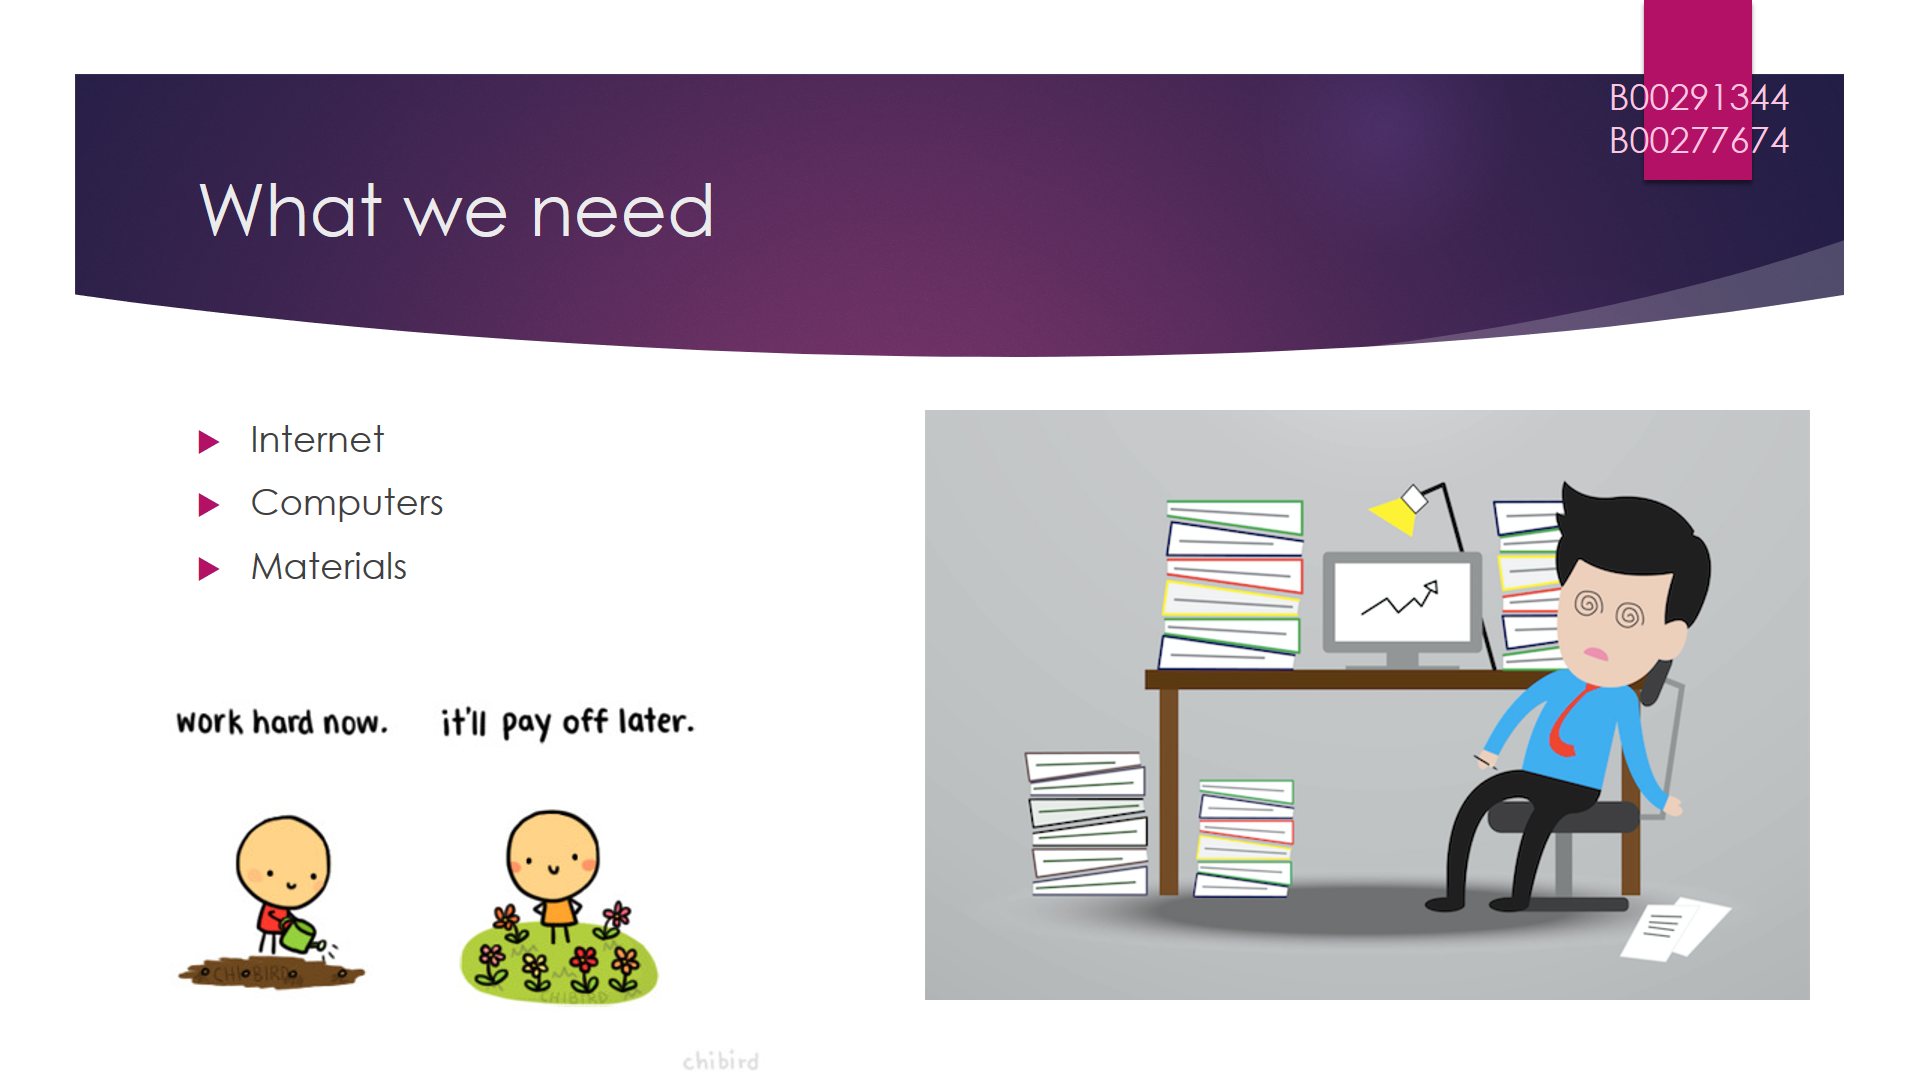 B00291344
B00277674
What we need
Internet
Computers
Materials
work hard now. it'll pay off later.
CHIBIRD
CHIBIRD
chibird